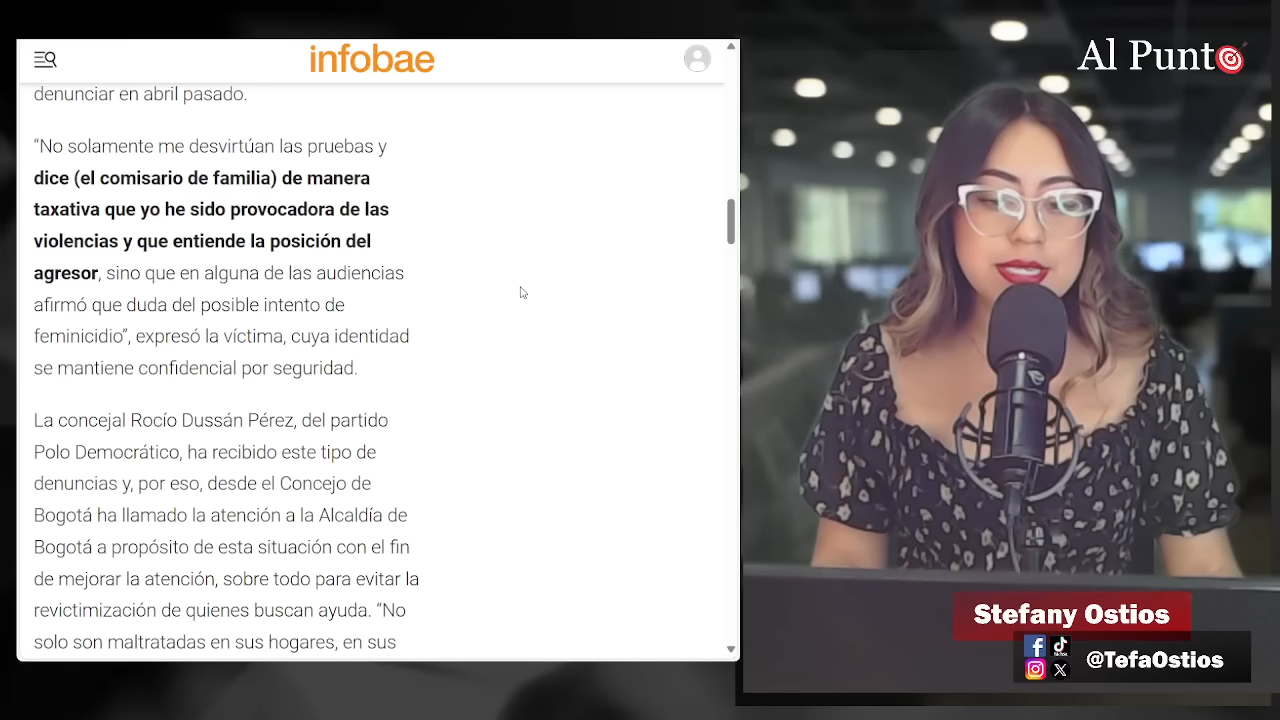 infobae
denunciar en abril pasado.
“No solamente me desvirtúan las pruebas y
dice (el comisario de familia) de manera
taxativa que yo he sido provocadora de las
violencias y que entiende la posición del
agresor, sino que en alguna de las audiencias
afirmó que duda del posible intento de
feminicidio”, expresó la víctima, cuya identidad
se mantiene confidencial por seguridad.
La concejal Rocío Dussán Pérez, del partido
Polo Democrático, ha recibido este tipo de
denuncias y, por eso, desde el Concejo de
Bogotá ha llamado la atención a la Alcaldía de
Bogotá a propósito de esta situación con el fin
de mejorar la atención, sobre todo para evitar la
revictimización de quienes buscan ayuda. “No
solo son maltratadas en sus hogares, en sus
Al Punto
Stefany Ostios
@TefaOstios